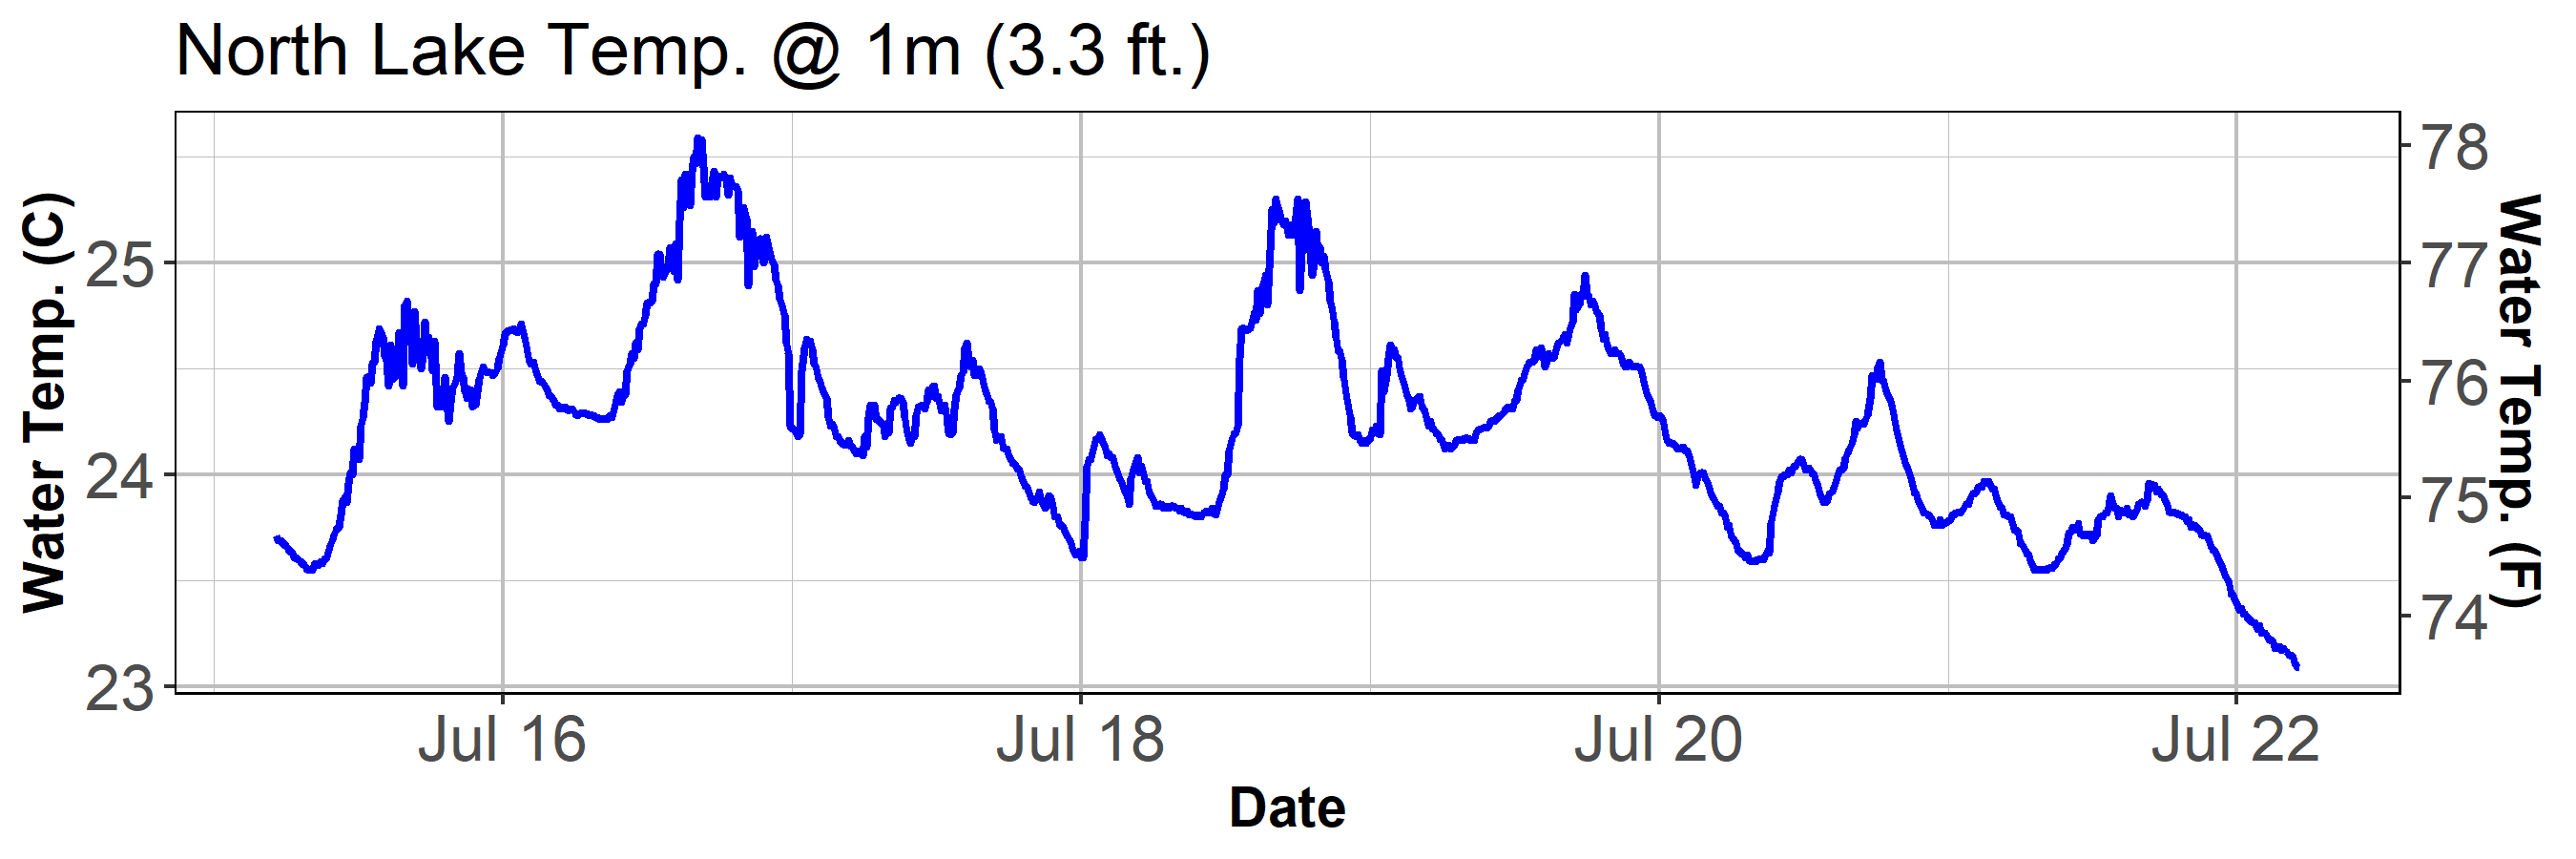 North Lake Temp. @ 1m (3.3 ft.)
Water Temp. (C)
25
24
23
78
77
76
75
74
Water Temp. (F)
Jul 16
Jul 18
Jul 20
Jul 22
Date